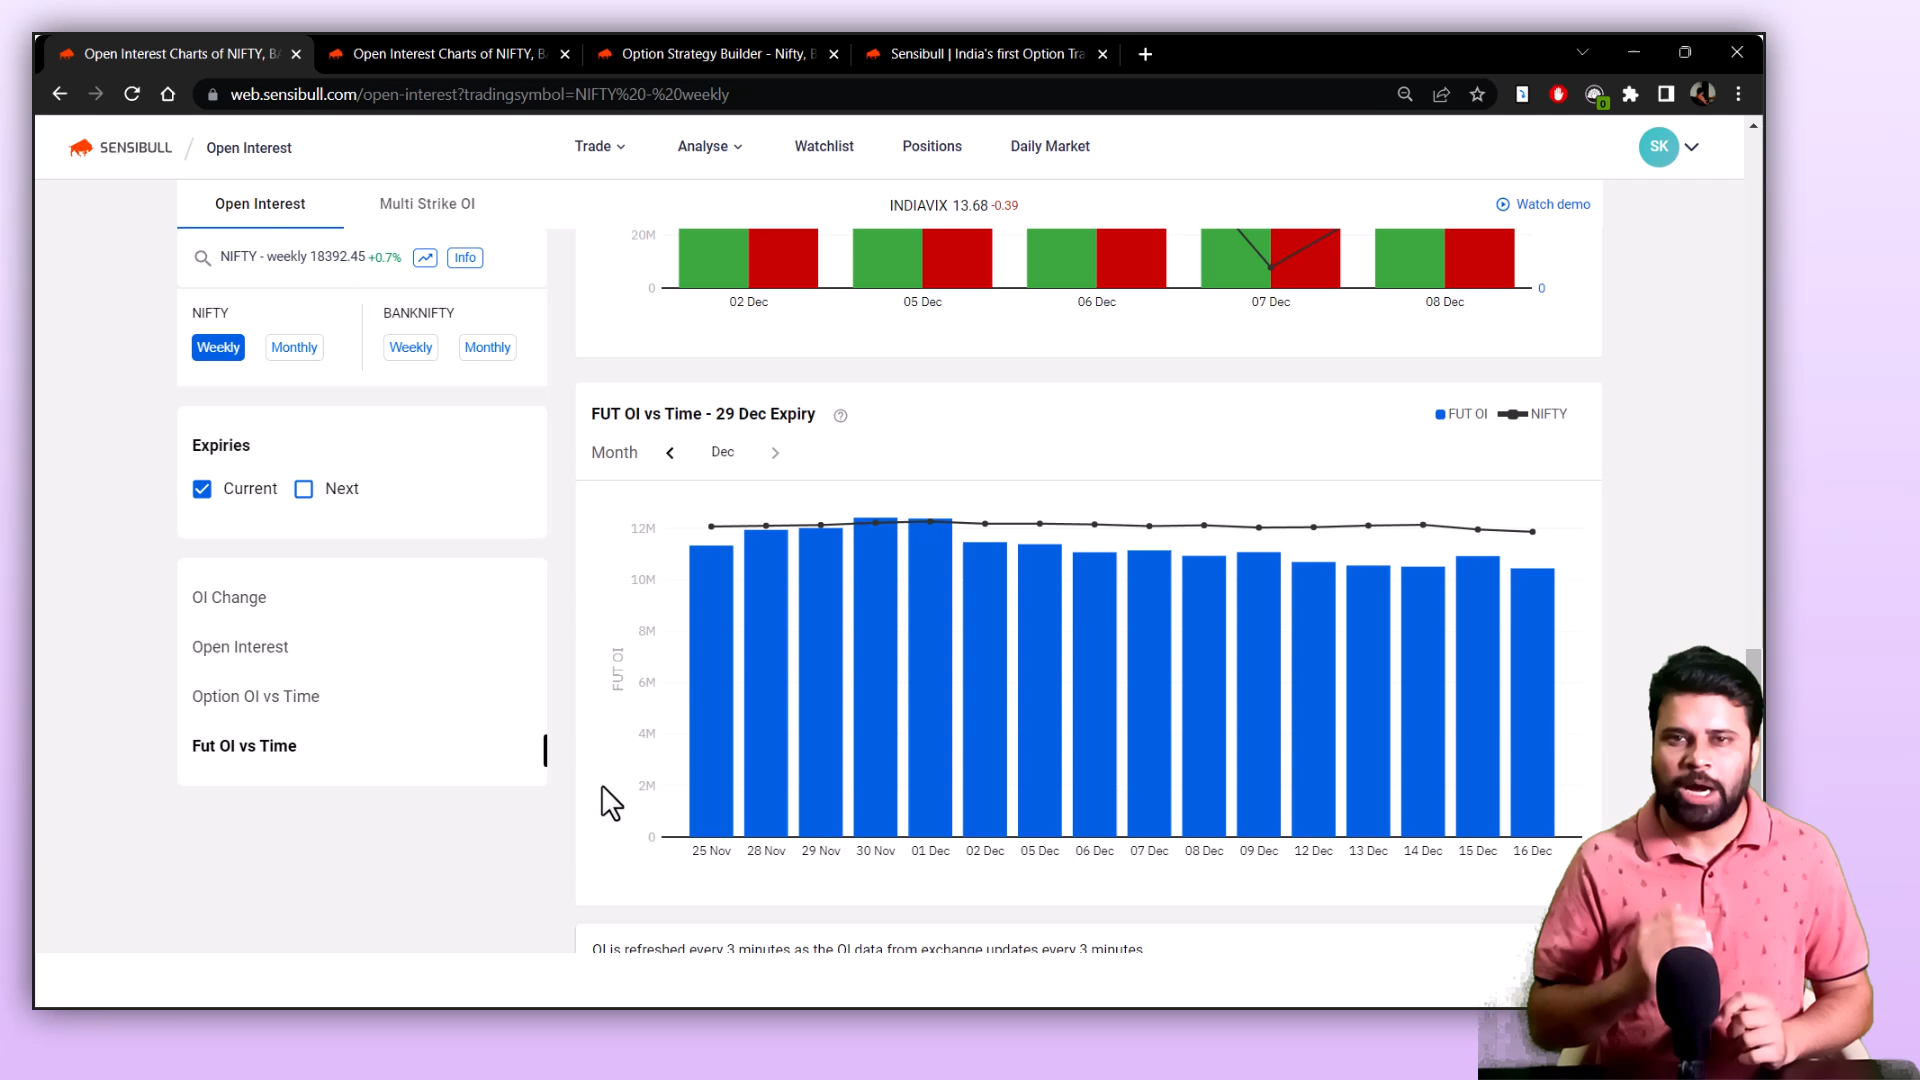 Open Interest Charts of NIFTY, BA
Open Interest Charts of NIFTY, B
Option Strategy Builder - Nifty, B
Sensibull | India's first Option Tra
web.sensibull.com/open-interest?tradingsymbol=NIFTY%20-%20weekly
0
SENSIBULL / Open Interest
Trade
Analyse
Watchlist
Positions
Daily Market
SK
Open Interest
Multi Strike OI
INDIAVIX 13.68 -0.39
Watch demo
NIFTY - weekly 18392.45 +0.7%
Info
NIFTY
BANKNIFTY
Weekly
Monthly
Weekly
Monthly
Expiries
Current
Next
OI Change
Open Interest
Option OI vs Time
Fut OI vs Time
20M
0
0
02 Dec
05 Dec
06 Dec
07 Dec
08 Dec
FUT OI vs Time - 29 Dec Expiry
FUT OI
NIFTY
Month
Dec
FUT OI
12M
10M
8M
6M
4M
2M
0
25 Nov
28 Nov
29 Nov
30 Nov
01 Dec
02 Dec
05 Dec
06 Dec
07 Dec
08 Dec
09 Dec
12 Dec
13 Dec
14 Dec
15 Dec
16 Dec
OI is refreshed every 3 minutes as the OI data from exchange updates every 3 minutes